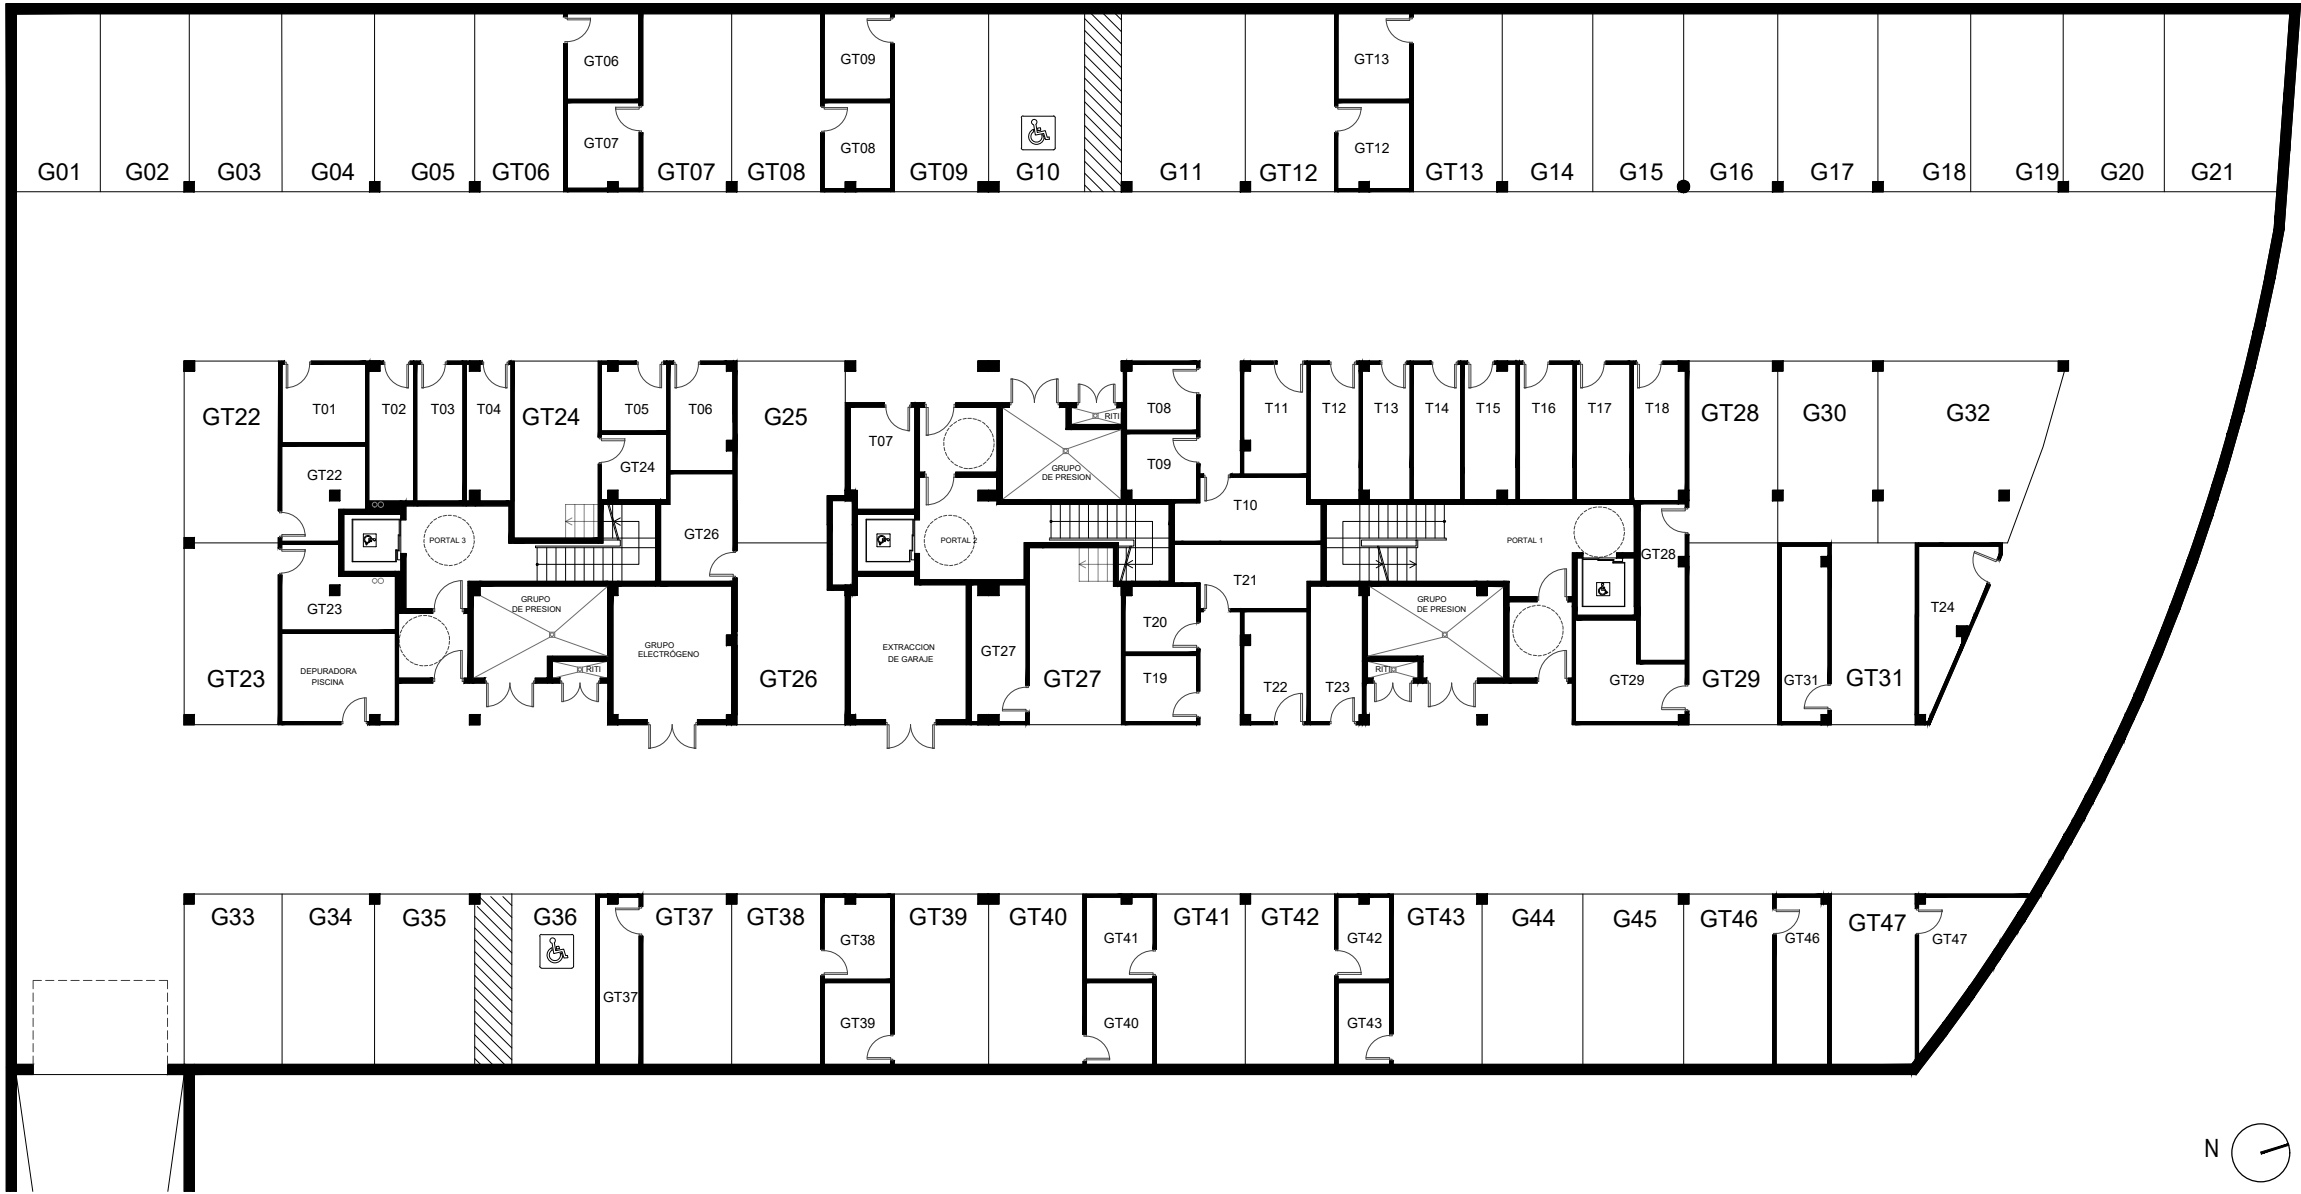 GT06
GT09
GT13
GT07
GT08
GT12
G01
G02
G03
G04
G05
GT06
GT07
GT08
GT09
G10
G11
GT12
GT13
G14
G15
G16
G17
G18
G19
G20
G21
GT22
T01
T02
T03
T04
GT24
T05
T06
G25
T07
RITI
T08
T11
T12
T13
T14
T15
T16
T17
T18
GT28
G30
G32
GT22
GT24
GRUPO
DE PRESION
T09
T10
GT26
PORTAL 3
PORTAL 2
PORTAL 1
GT28
T21
GT23
GRUPO
DE PRESION
GRUPO
DE PRESION
T24
T20
GRUPO
ELECTRÓGENO
EXTRACCION
DE GARAJE
GT27
DEPURADORA
PISCINA
RITI
RITI
GT23
GT26
GT27
T19
T22
T23
GT29
GT29
GT31
GT31
G33
G34
G35
G36
GT37
GT38
GT39
GT40
GT41
GT42
GT43
G44
G45
GT46
GT47
GT38
GT41
GT42
GT46
GT47
GT37
GT39
GT40
GT43
N